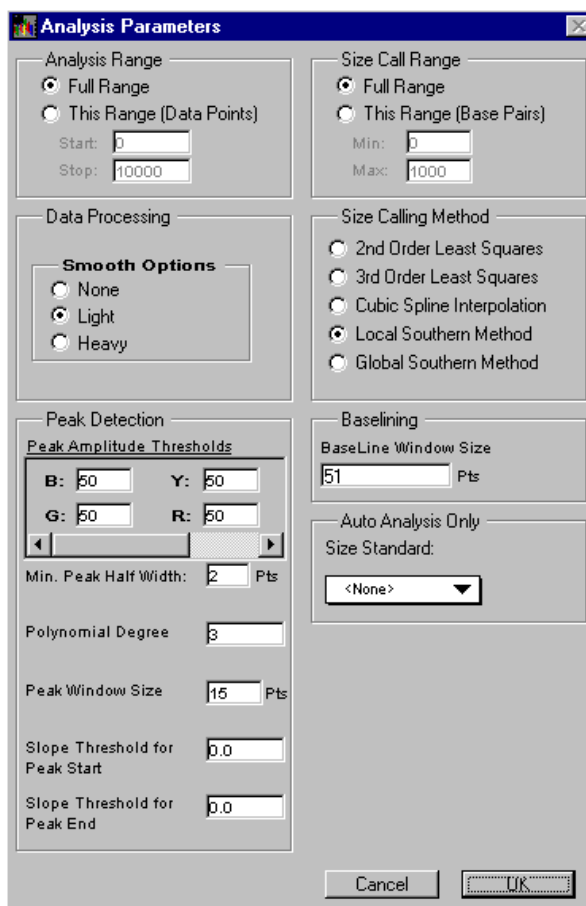 Analysis Parameters
Analysis Range
Full Range
This Range (Data Points)
Start: 0
Stop: 10000
Size Call Range
Full Range
This Range (Base Pairs)
Min: 0
Max: 1000
Data Processing
Smooth Options
None
Light
Heavy
Size Calling Method
2nd Order Least Squares
3rd Order Least Squares
Cubic Spline Interpolation
Local Southern Method
Global Southern Method
Peak Detection
Peak Amplitude Thresholds
B: 50 Y: 50
G: 50 R: 50
Min. Peak Half Width: 2 Pts
Polynomial Degree 3
Peak Window Size 15 Pts
Slope Threshold for
Peak Start 0.0
Slope Threshold for
Peak End 0.0
Baselining
BaseLine Window Size
51 Pts
Auto Analysis Only
Size Standard:
<None>
Cancel OK